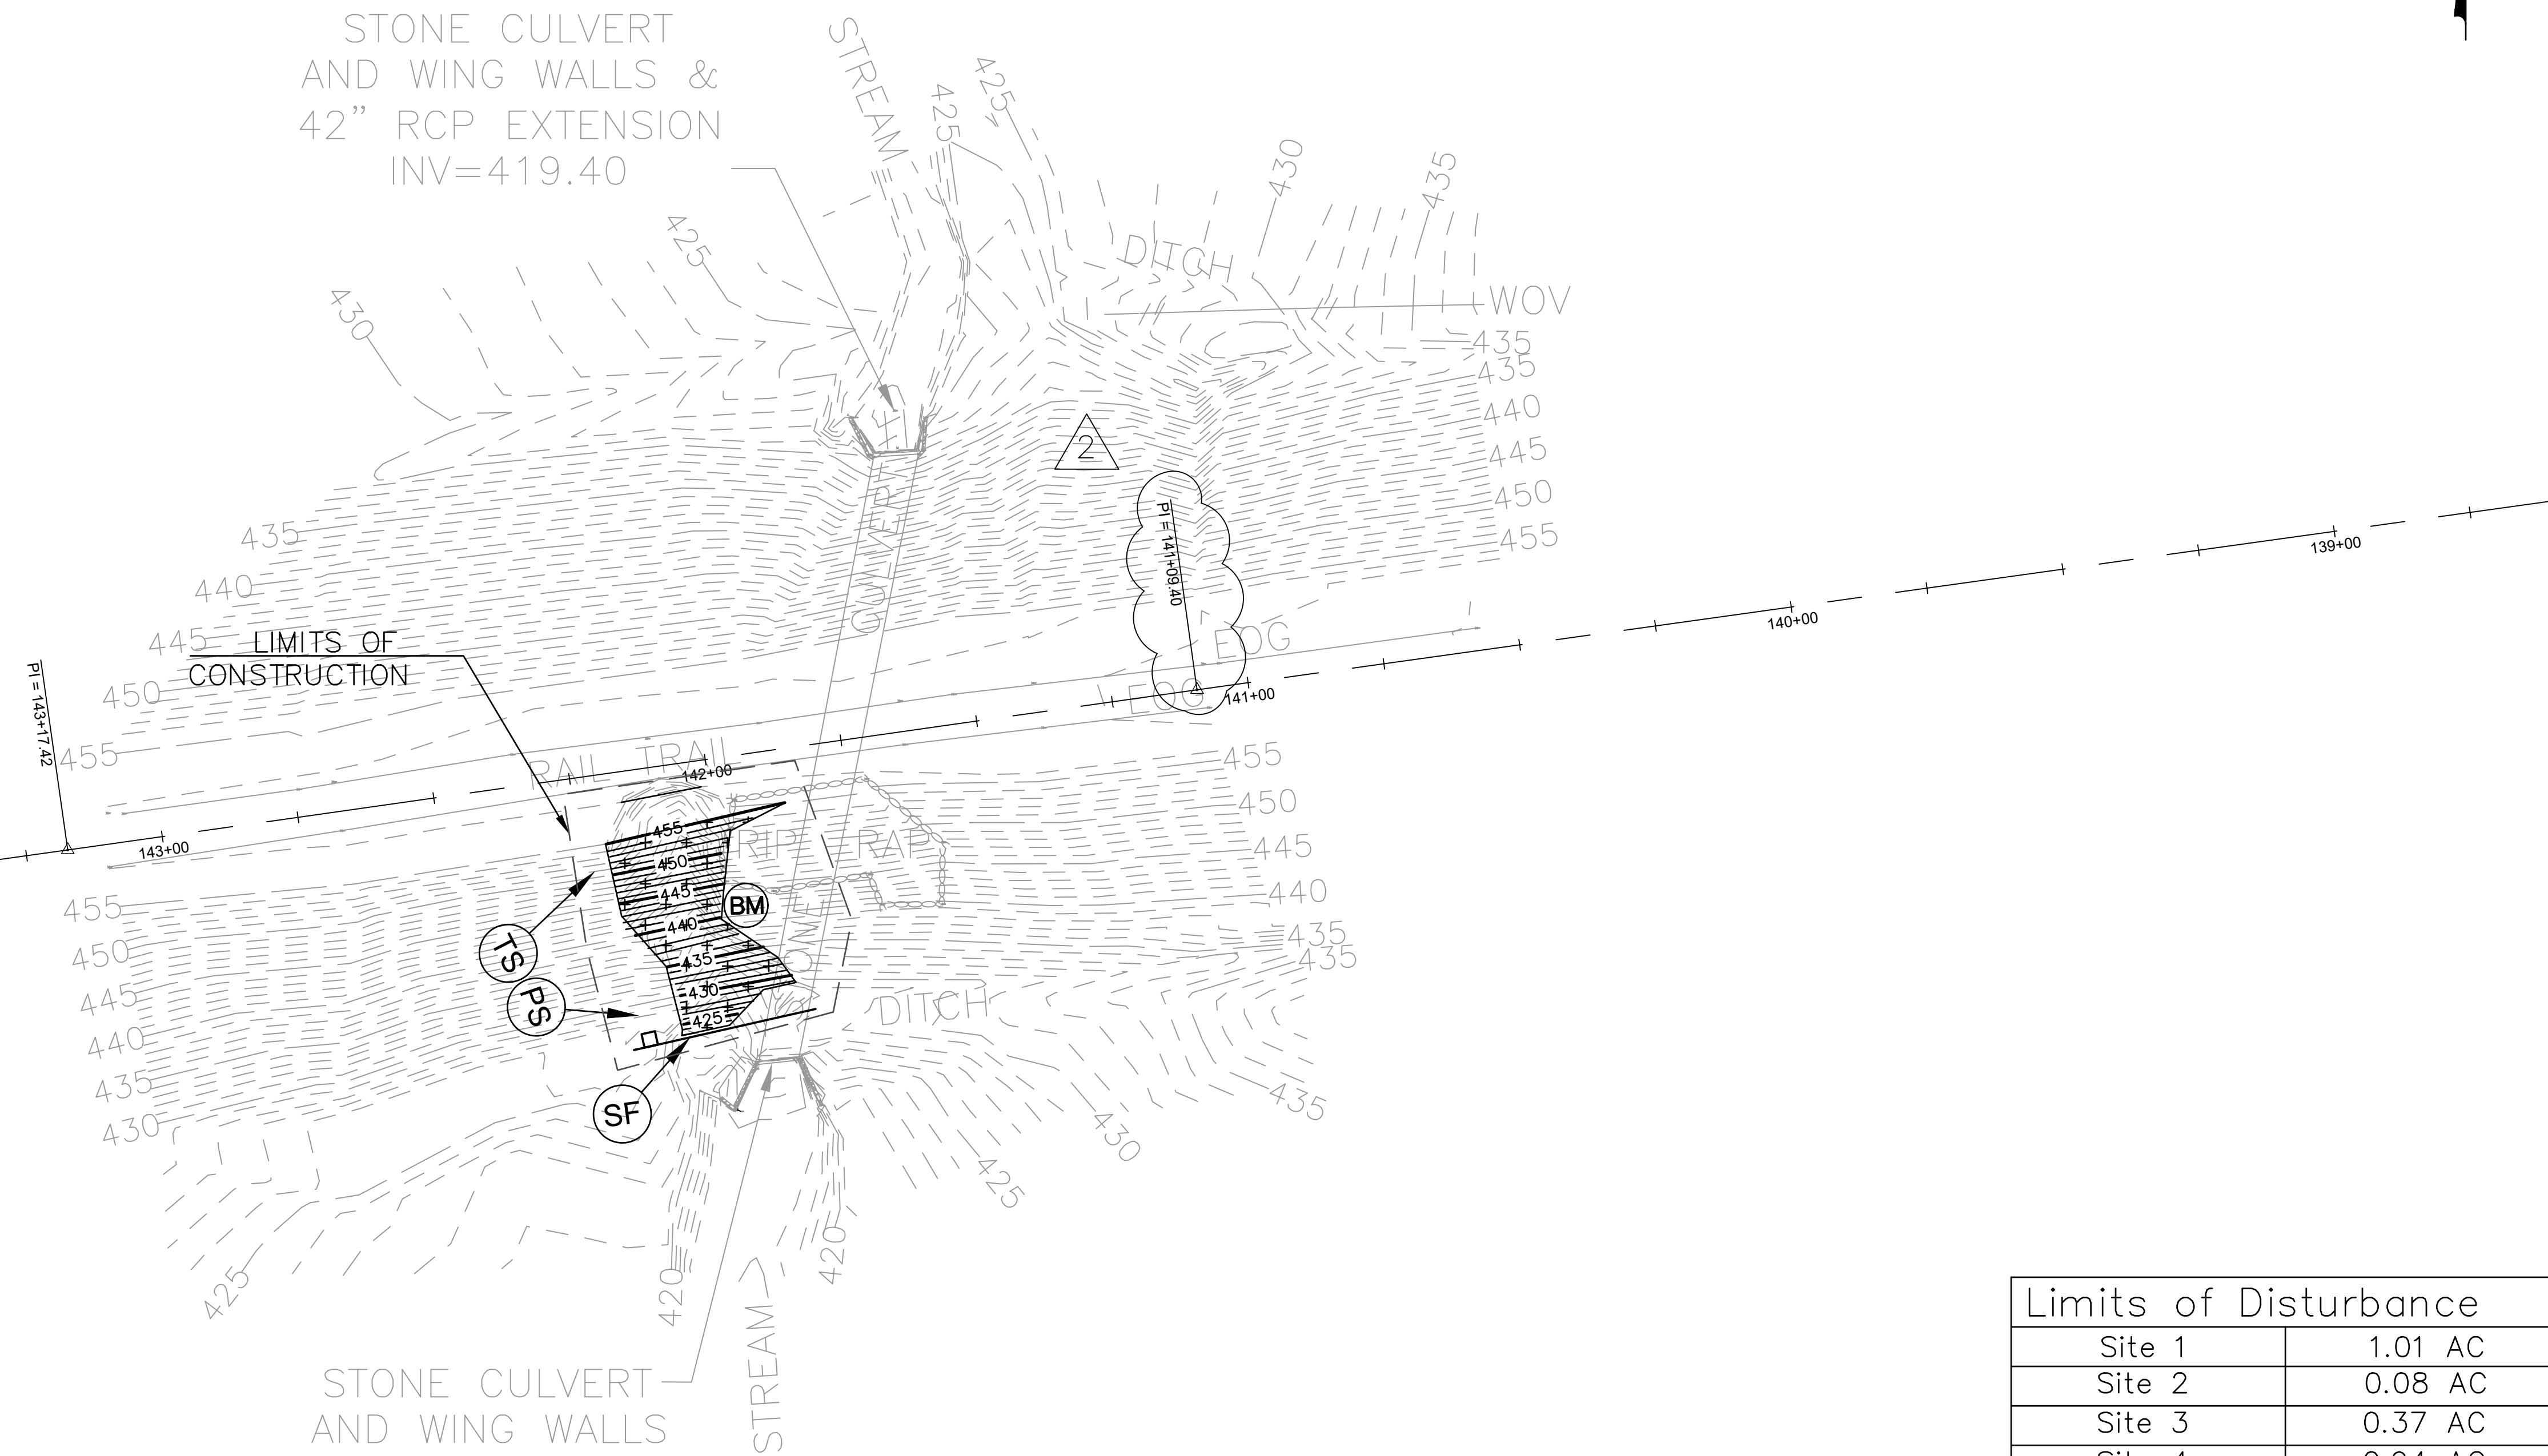 STONE CULVERT
AND WING WALLS &
42” RCP EXTENSION
INV=419.40
STREAM
425
425
430
435
425
430
DITCH
WOV
435
435
440
445
450
455
2
PI = 141+09.40
CULVERT
435
440
445
450
455
LIMITS OF
CONSTRUCTION
PI = 143+17.42
139+00
140+00
141+00
142+00
143+00
EOG
EOG
RAIL TRAIL
455
450
445
440
435
435
455
450
445
440
435
430
425
RIP RAP
BM
STONE
455
450
445
440
435
430
TS
PS
SF
DITCH
435
430
425
425
420
420
STREAM
STONE CULVERT
AND WING WALLS
Limits of Disturbance
Site 1 1.01 AC
Site 2 0.08 AC
Site 3 0.37 AC